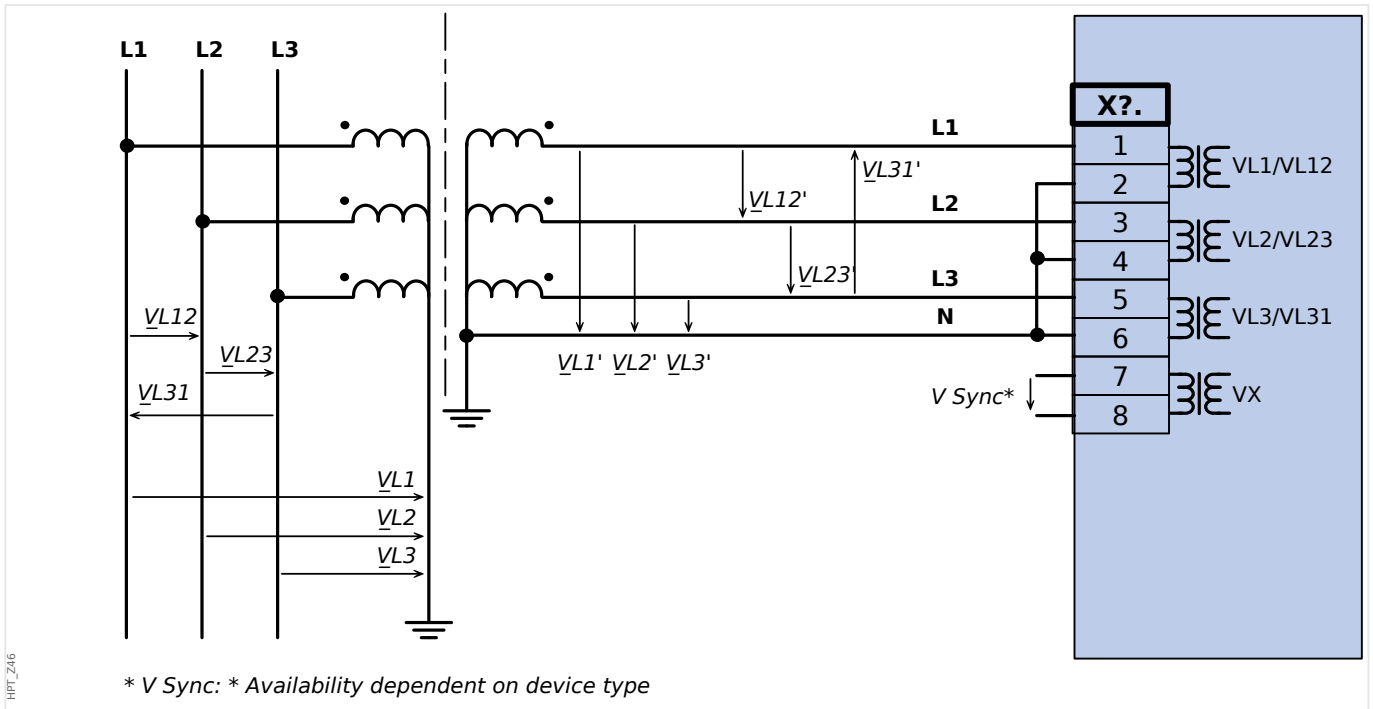 L1 L2 L3
X?.
L1
1
VL31'
VL1/VL12
2
VL12'
L2
3
VL2/VL23
4
VL23'
L3
5
VL12
N
VL3/VL31
6
VL23
VL1' VL2' VL3'
7
VL31
V Sync*
VX
8
VL1
VL2
VL3
* V Sync: * Availability dependent on device type
HPT_Z46